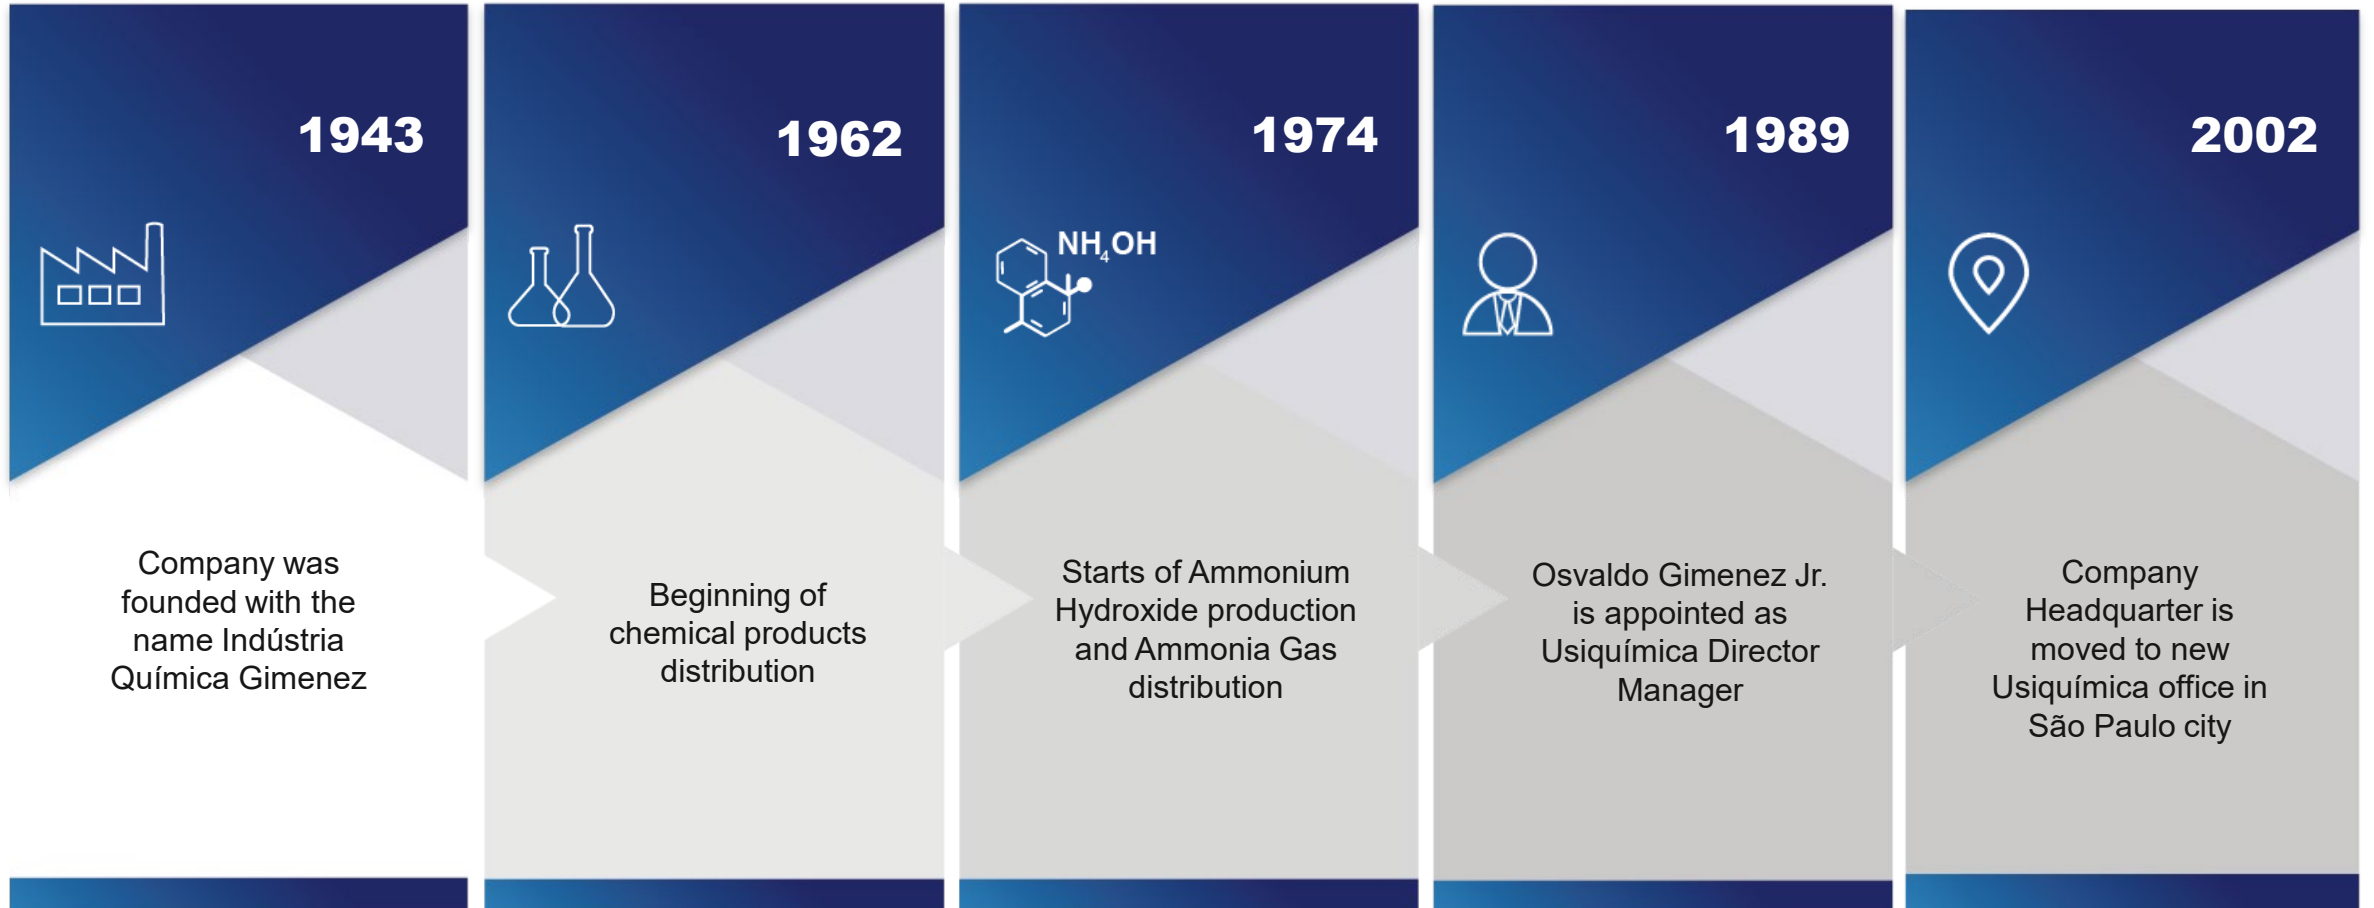 1943
Company was
founded with the
name Indústria
Química Gimenez
1962
Beginning of
chemical products
distribution
1974
NH4OH
Starts of Ammonium
Hydroxide production
and Ammonia Gas
distribution
1989
Osvaldo Gimenez Jr.
is appointed as
Usiquímica Director
Manager
2002
Company
Headquarter is
moved to new
Usiquímica office in
São Paulo city